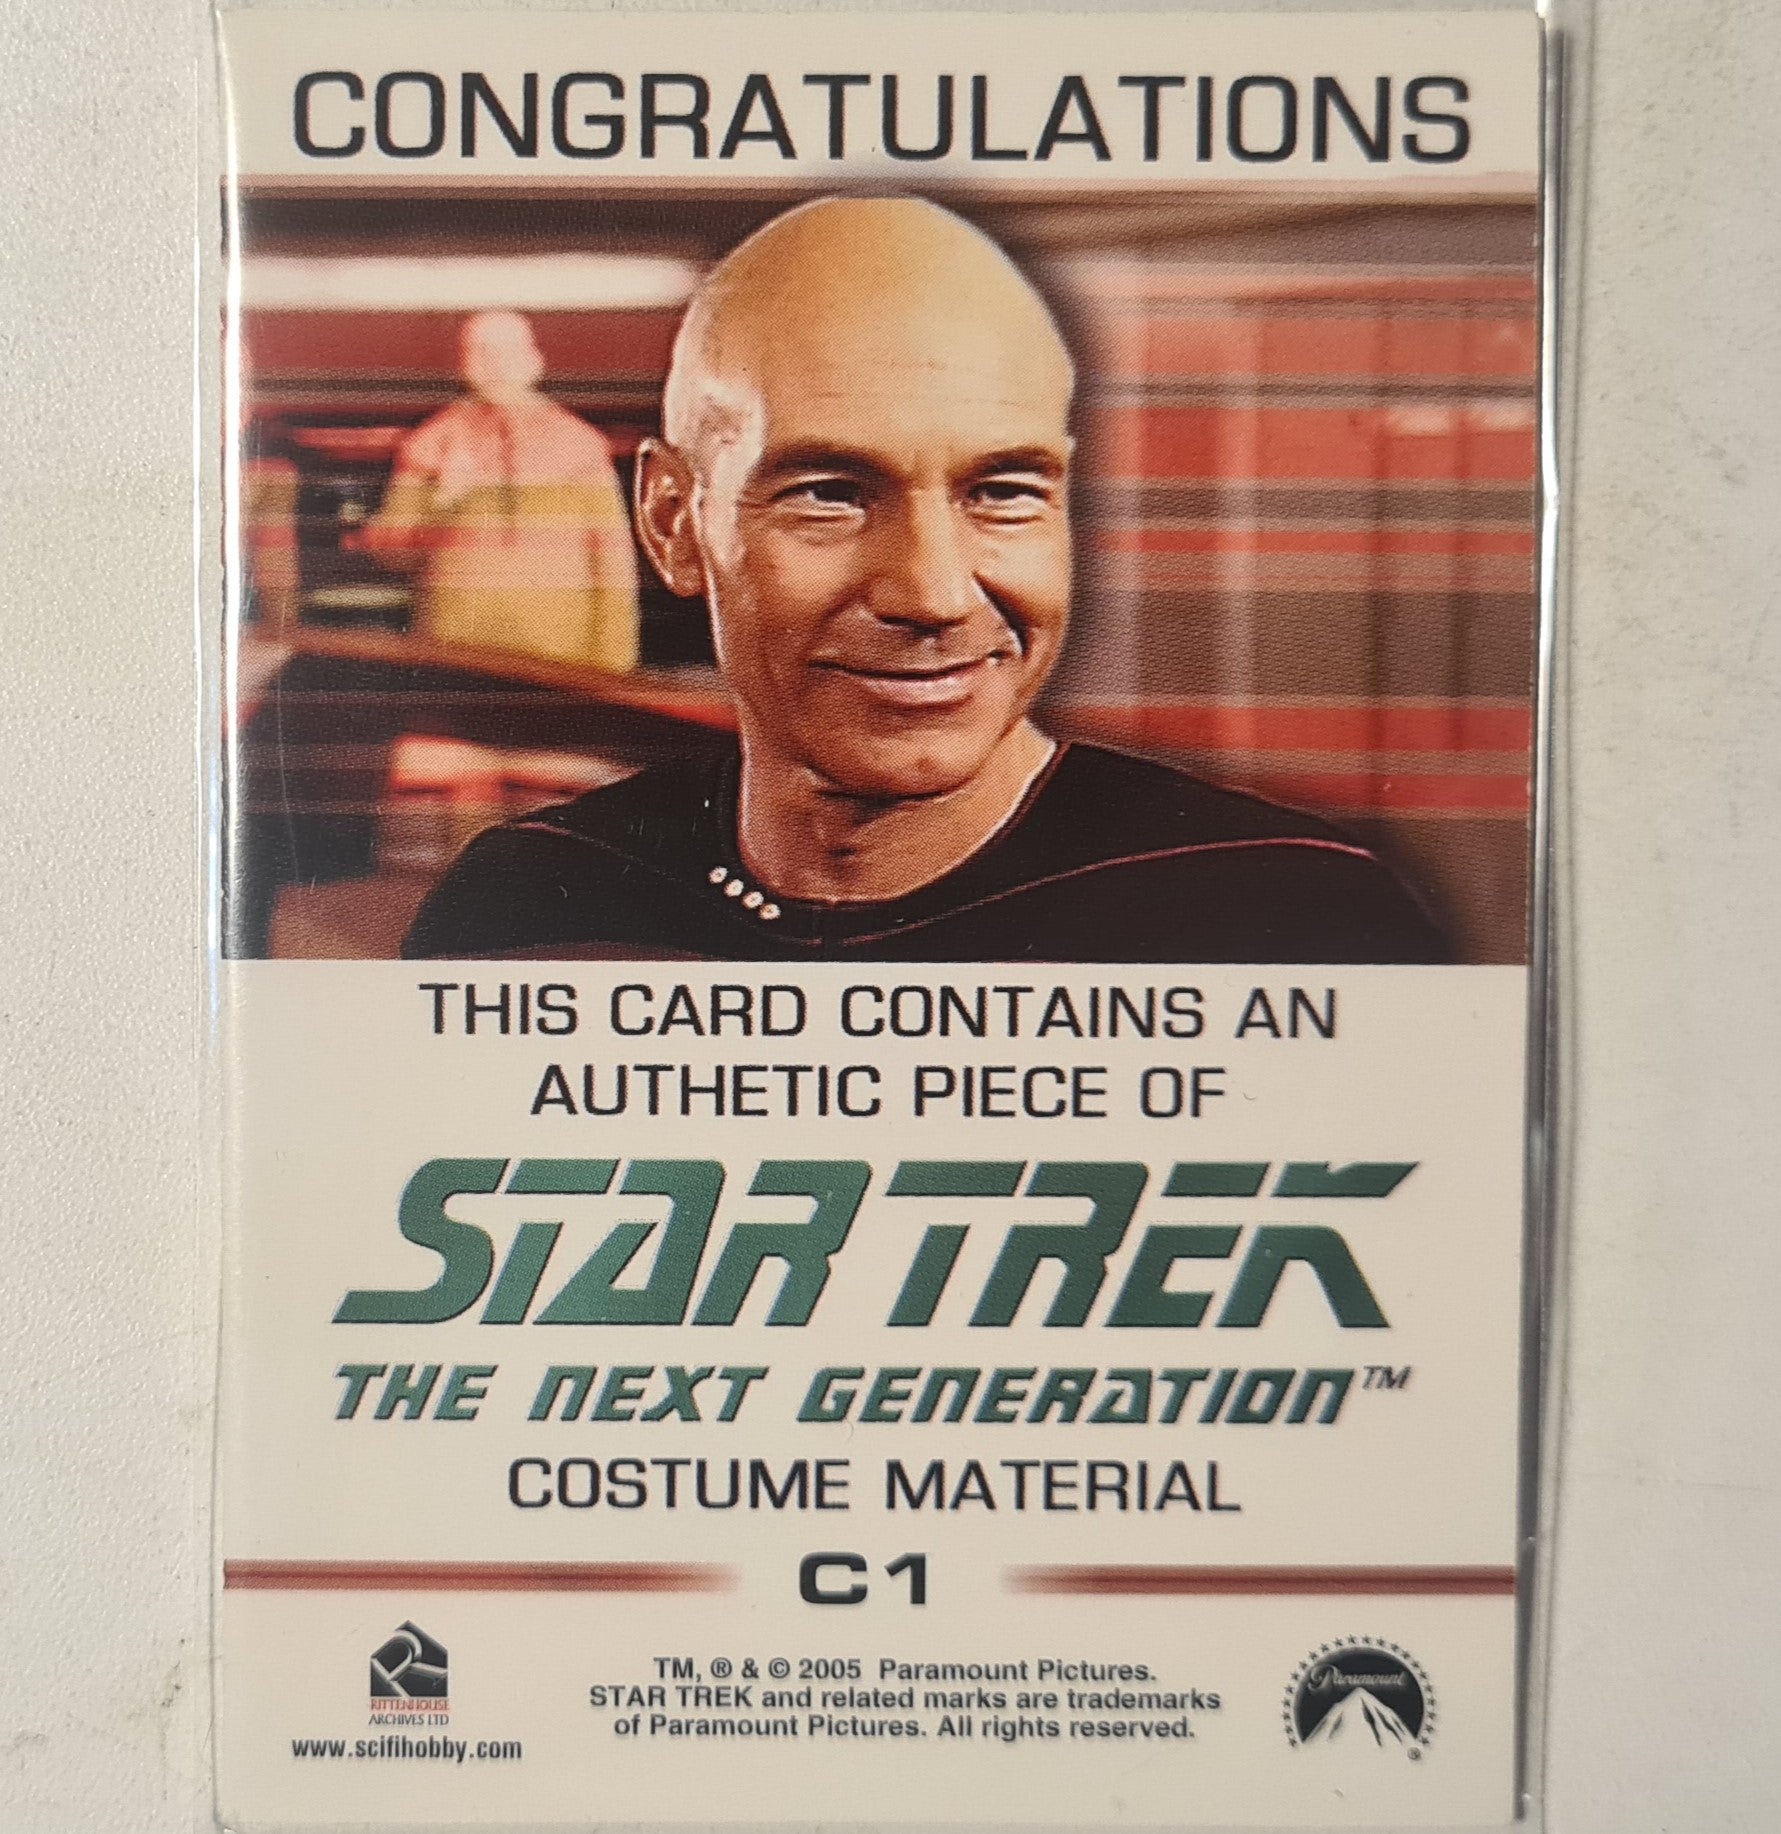 CONGRATULATIONS
THIS CARD CONTAINS AN
AUTHETIC PIECE OF
STAR TREK
THE NEXT GENERATION™
COSTUME MATERIAL
C1
RITTENHOUSE
ARCHIVES LTD
www.scifihobby.com
TM, ® & © 2005 Paramount Pictures.
STAR TREK and related marks are trademarks
of Paramount Pictures. All rights reserved.
Paramount
®